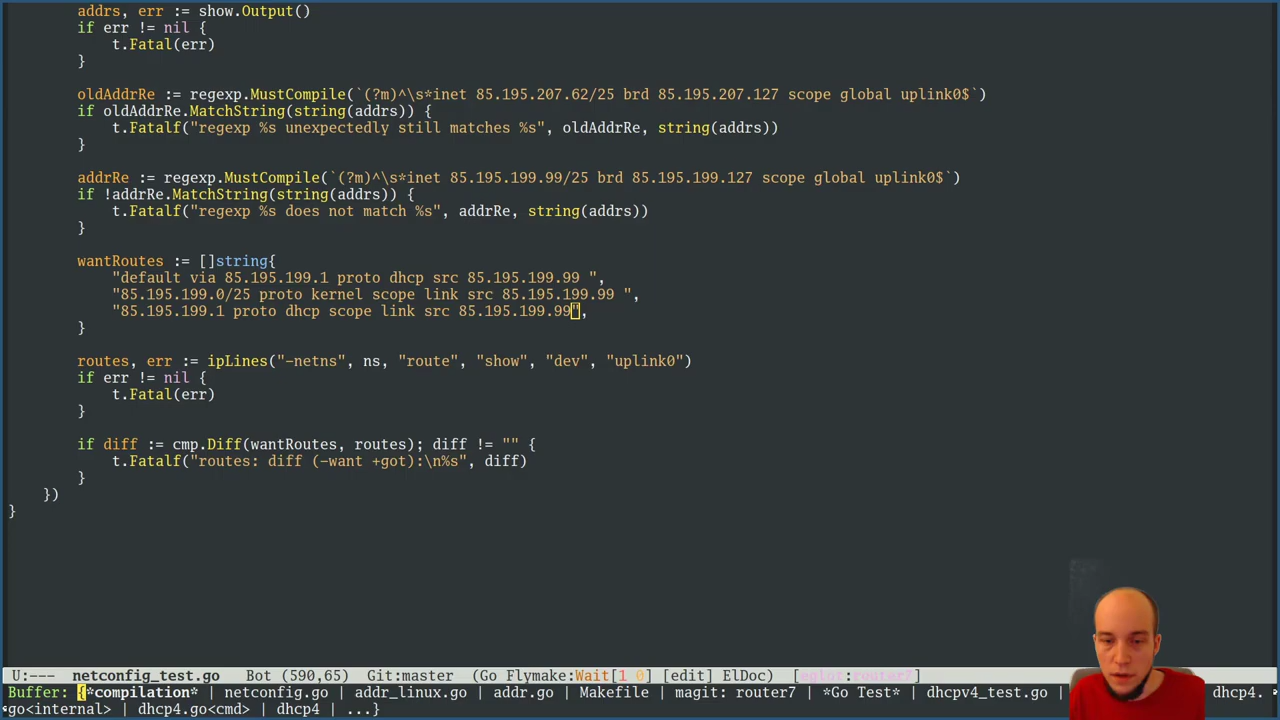 addrs, err := show.Output()
if err != nil {
t.Fatal(err)
}
oldAddrRe := regexp.MustCompile(`(?m)^\s*inet 85.195.207.62/25 brd 85.195.207.127 scope global uplink0$`)
if oldAddrRe.MatchString(string(addrs)) {
t.Fatalf("regexp %s unexpectedly still matches %s", oldAddrRe, string(addrs))
}
addrRe := regexp.MustCompile(`(?m)^\s*inet 85.195.199.99/25 brd 85.195.199.127 scope global uplink0$`)
if !addrRe.MatchString(string(addrs)) {
t.Fatalf("regexp %s does not match %s", addrRe, string(addrs))
}
wantRoutes := []string{
"default via 85.195.199.1 proto dhcp src 85.195.199.99 ",
"85.195.199.0/25 proto kernel scope link src 85.195.199.99 ",
"85.195.199.1 proto dhcp scope link src 85.195.199.99",
}
routes, err := ipLines("-netns", ns, "route", "show", "dev", "uplink0")
if err != nil {
t.Fatal(err)
}
if diff := cmp.Diff(wantRoutes, routes); diff != "" {
t.Fatalf("routes: diff (-want +got):\n%s", diff)
}
})
}
U:--- netconfig_test.go Bot (590,65) Git:master (Go Flymake:Wait[1 0] [edit] ElDoc) [eglot:router7]
Buffer: {*compilation* | netconfig.go | addr_linux.go | addr.go | Makefile | magit: router7 | *Go Test* | dhcpv4_test.go | dhcp4.
go<internal> | dhcp4.go<cmd> | dhcp4 | ...}